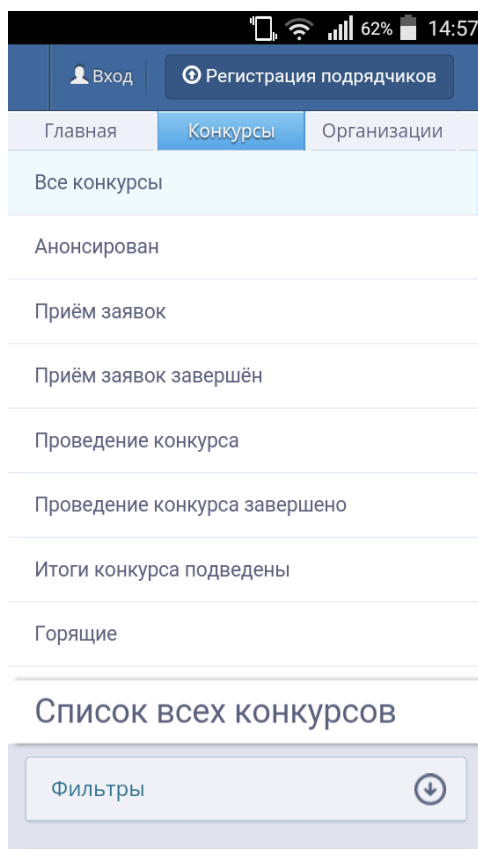 62% 14:57
Вход Регистрация подрядчиков
Главная Конкурсы Организации
Все конкурсы
Анонсирован
Приём заявок
Приём заявок завершён
Проведение конкурса
Проведение конкурса завершено
Итоги конкурса подведены
Горящие
Список всех конкурсов
Фильтры